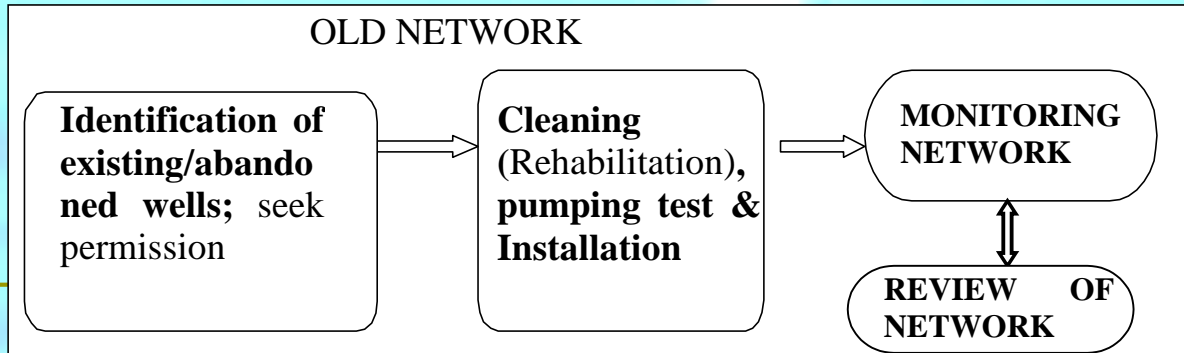 OLD NETWORK
Identification of
existing/abando
ned wells; seek
permission
Cleaning
(Rehabilitation),
pumping test &
Installation
MONITORING
NETWORK
REVIEW OF
NETWORK